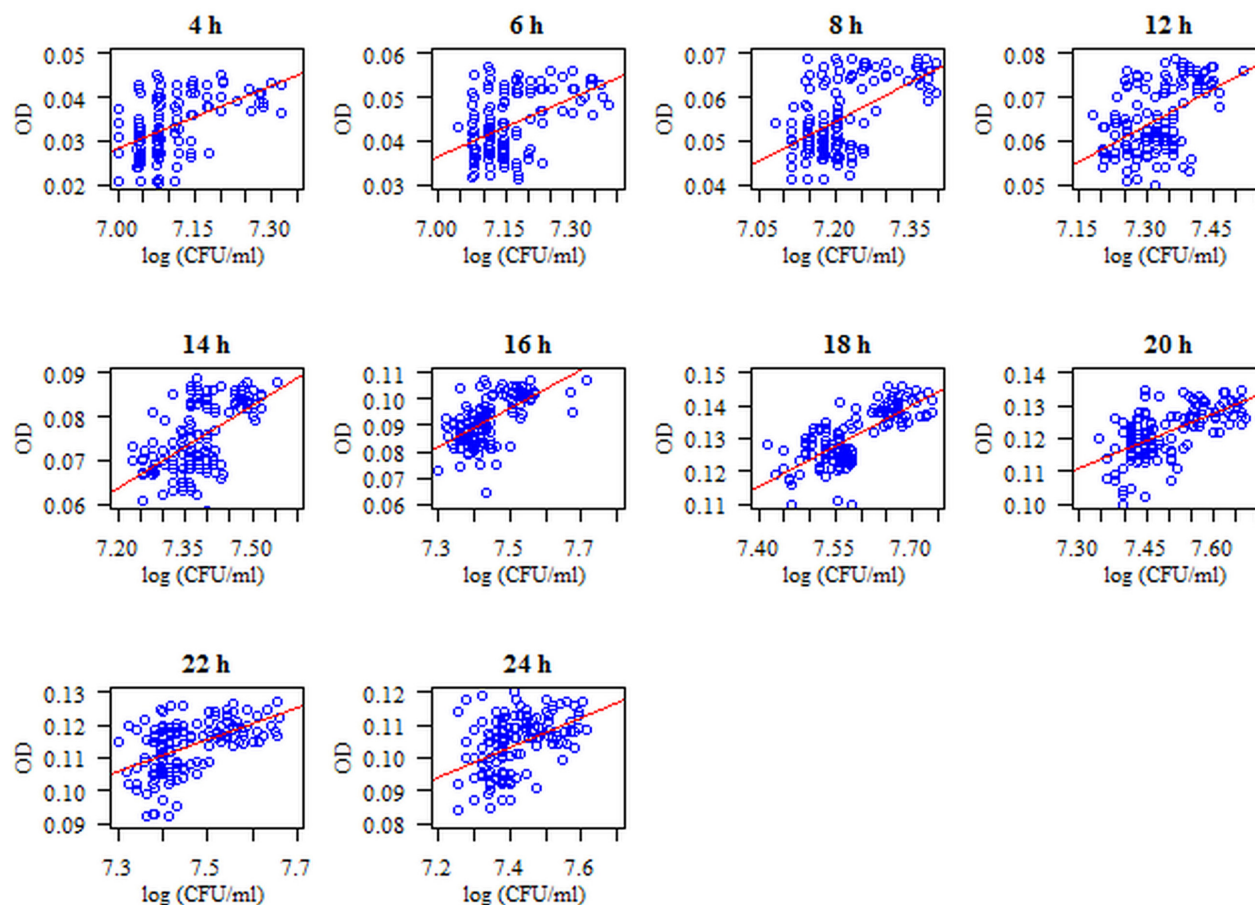 4 h
6 h
8 h
12 h
OD
0.05
0.04
0.03
0.02
7.00 7.15 7.30
log (CFU/ml)
OD
0.06
0.05
0.04
0.03
7.00 7.15 7.30
log (CFU/ml)
OD
0.07
0.06
0.05
0.04
7.05 7.20 7.35
log (CFU/ml)
OD
0.08
0.07
0.06
0.05
7.15 7.30 7.45
log (CFU/ml)
14 h
16 h
18 h
20 h
OD
0.09
0.08
0.07
0.06
7.20 7.35 7.50
log (CFU/ml)
OD
0.11
0.10
0.09
0.08
0.07
0.06
7.3 7.5 7.7
log (CFU/ml)
OD
0.15
0.14
0.13
0.12
0.11
7.40 7.55 7.70
log (CFU/ml)
OD
0.14
0.13
0.12
0.11
0.10
7.30 7.45 7.60
log (CFU/ml)
22 h
24 h
OD
0.13
0.12
0.11
0.10
0.09
7.3 7.5 7.7
log (CFU/ml)
OD
0.12
0.11
0.10
0.09
0.08
7.2 7.4 7.6
log (CFU/ml)